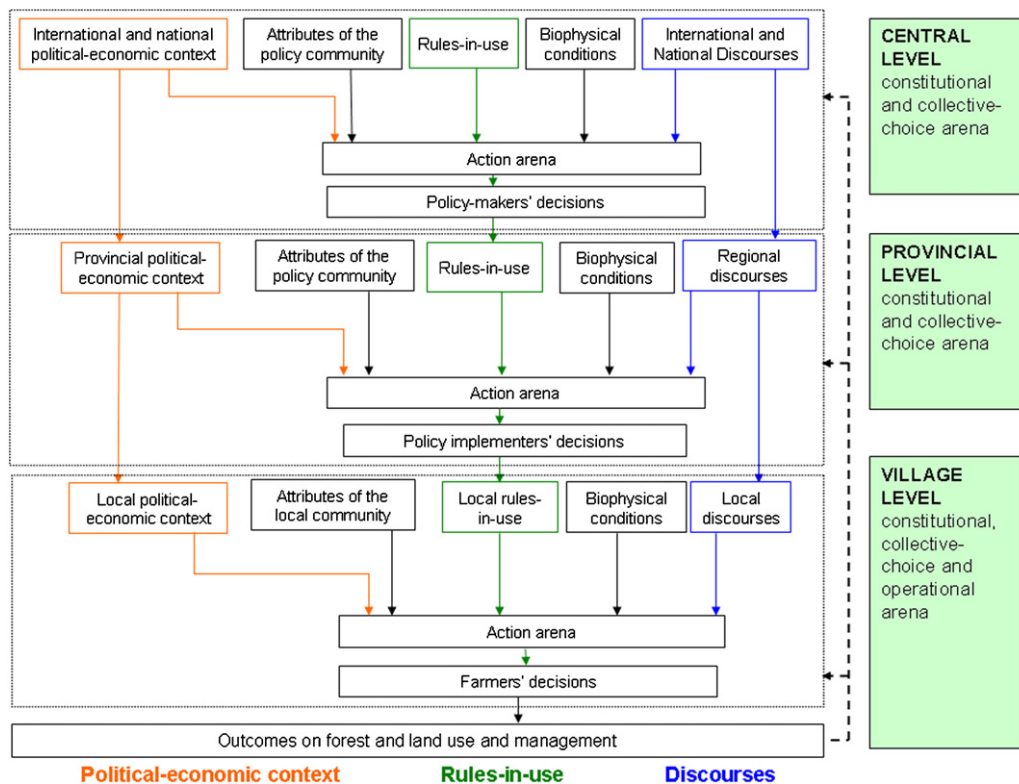 International and national
political-economic context
Attributes of the
policy community
Rules-in-use
Biophysical
conditions
International and
National Discourses
CENTRAL
LEVEL
constitutional
and collective-
choice arena
Action arena
Policy-makers' decisions
Provincial political-
economic context
Attributes of the
policy community
Rules-in-use
Biophysical
conditions
Regional
discourses
PROVINCIAL
LEVEL
constitutional
and collective-
choice arena
Action arena
Policy implementers' decisions
Local political-
economic context
Attributes of the
local community
Local rules-
in-use
Biophysical
conditions
Local
discourses
VILLAGE
LEVEL
constitutional,
collective-
choice and
operational
arena
Action arena
Farmers' decisions
Outcomes on forest and land use and management
Political-economic context
Rules-in-use
Discourses